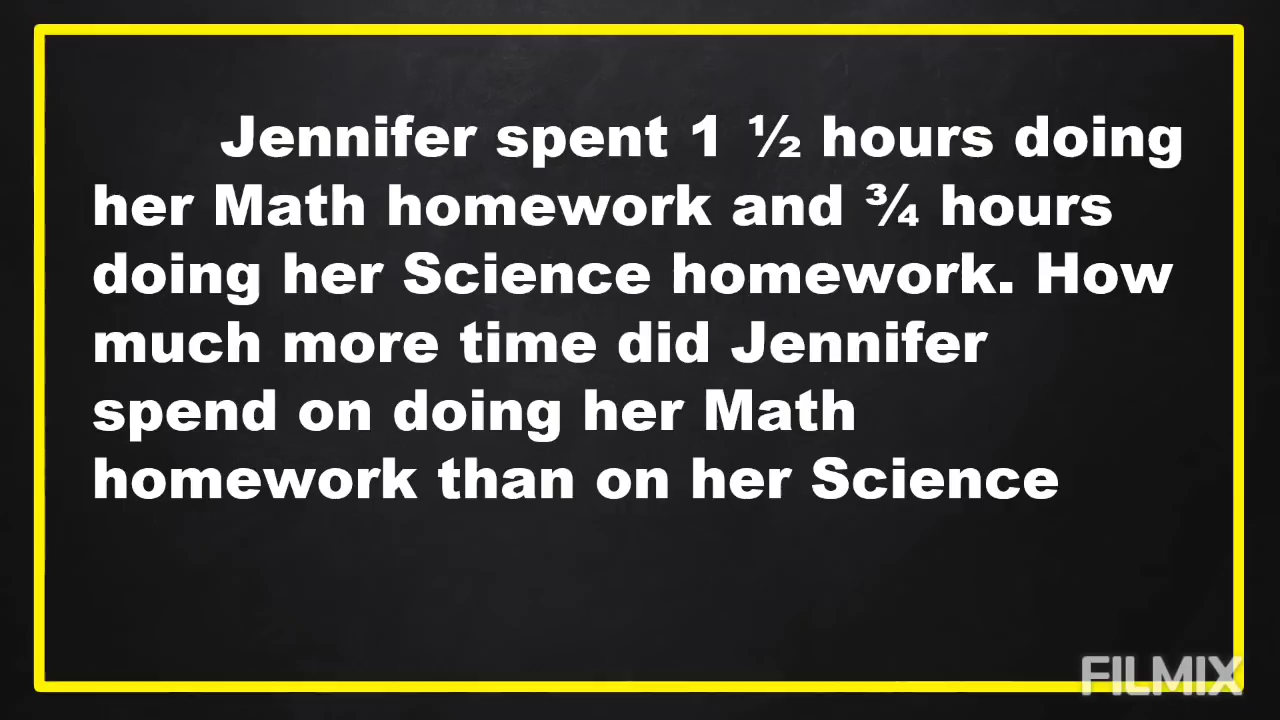 Jennifer spent 1 ½ hours doing
her Math homework and ¾ hours
doing her Science homework. How
much more time did Jennifer
spend on doing her Math
homework than on her Science
FILMIX